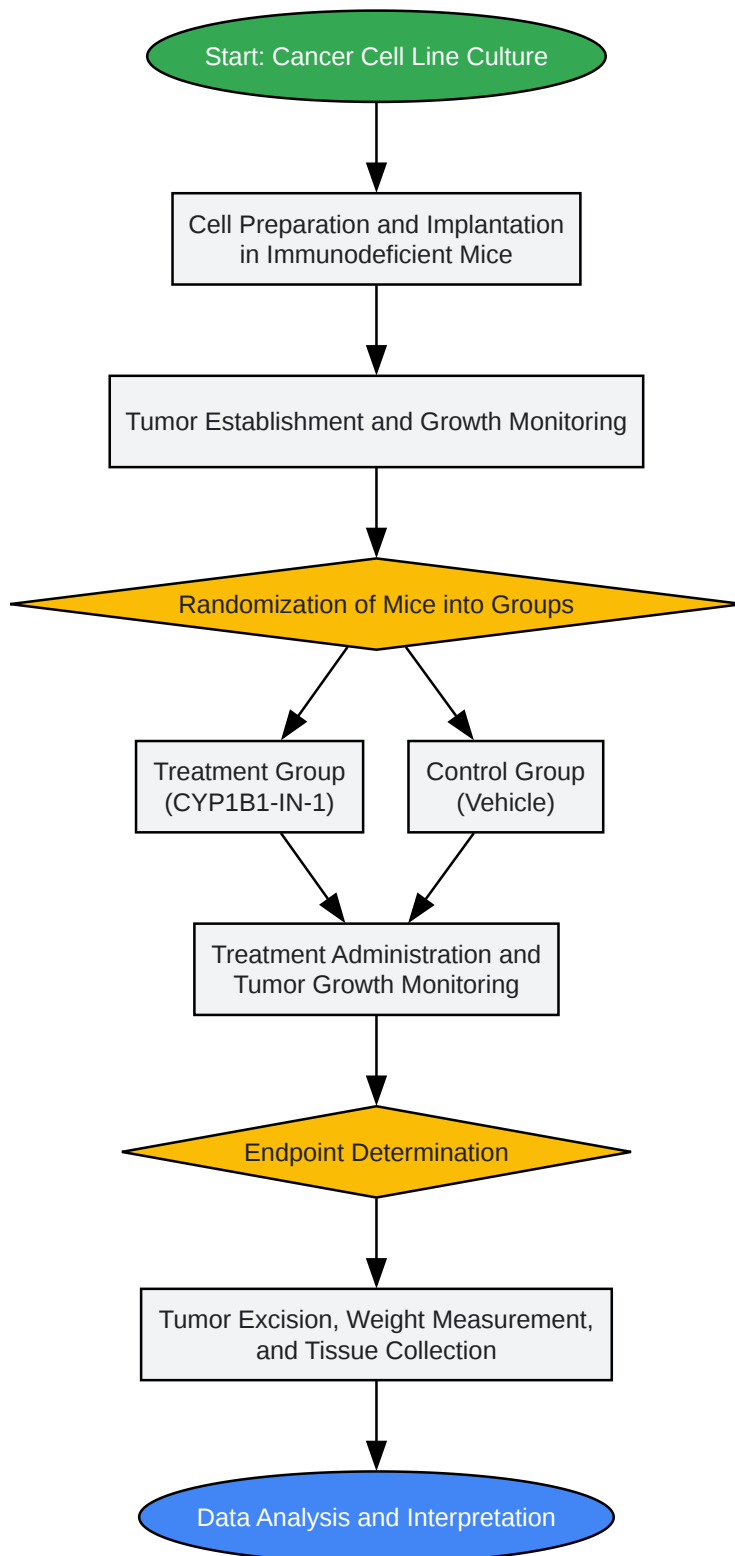 Start: Cancer Cell Line Culture
Cell Preparation and Implantation
in Immunodeficient Mice
Tumor Establishment and Growth Monitoring
Randomization of Mice into Groups
Treatment Group
(CYP1B1-IN-1)
Control Group
(Vehicle)
Treatment Administration and
Tumor Growth Monitoring
Endpoint Determination
Tumor Excision, Weight Measurement,
and Tissue Collection
Data Analysis and Interpretation